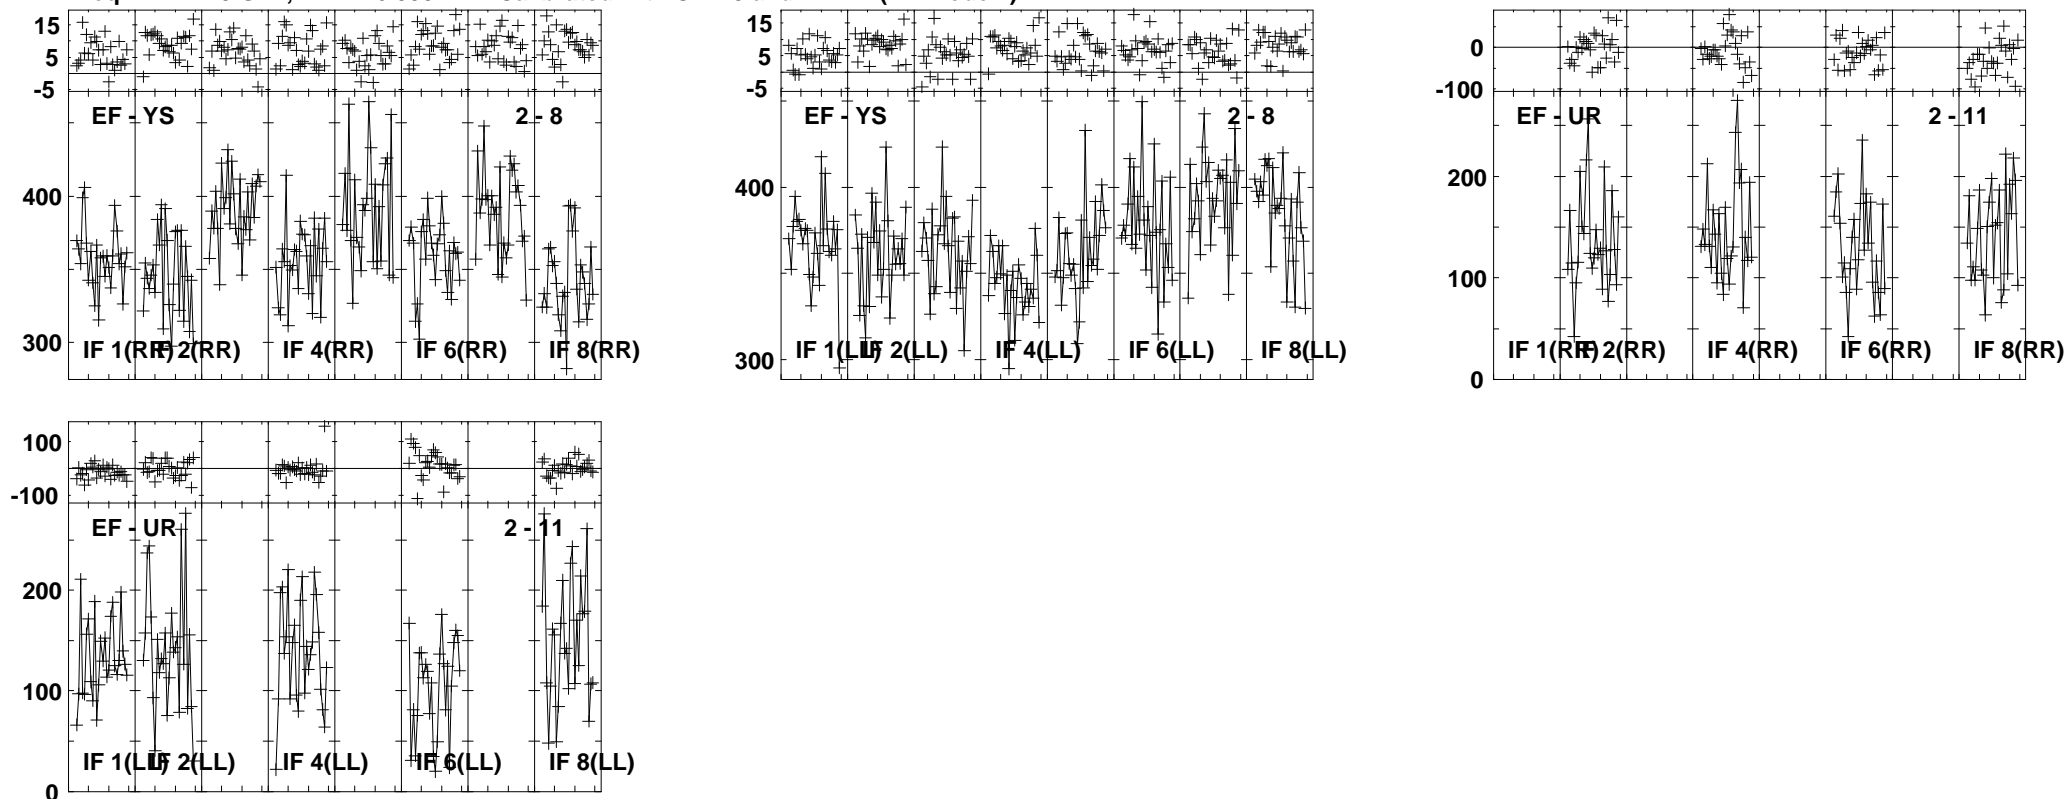 15
5
-5
EF - YS 2 - 8
400
300
IF 1(RR) IF 2(RR) IF 4(RR) IF 6(RR) IF 8(RR)
15
5
-5
EF - YS 2 - 8
400
300
IF 1(LL) IF 2(LL) IF 4(LL) IF 6(LL) IF 8(LL)
0
-100
EF - UR 2 - 11
200
100
0
IF 1(RR) IF 2(RR) IF 4(RR) IF 6(RR) IF 8(RR)
100
-100
EF - UR 2 - 11
200
100
0
IF 1(LL) IF 2(LL) IF 4(LL) IF 6(LL) IF 8(LL)